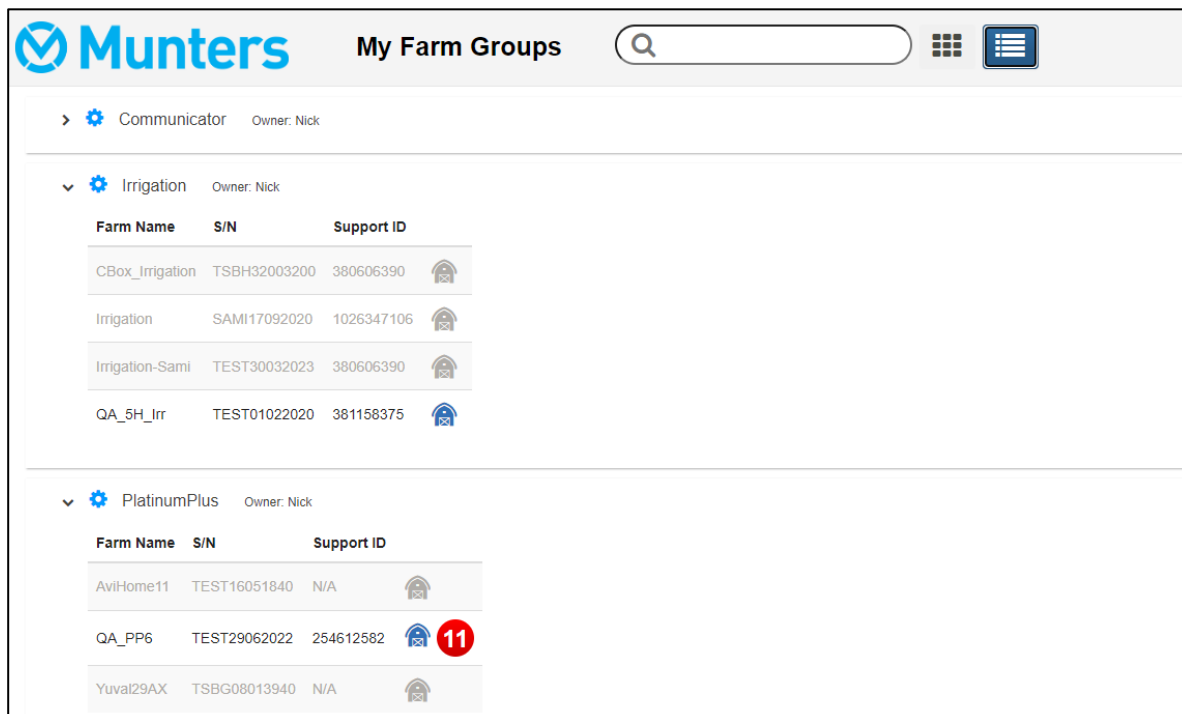 Munters My Farm Groups
Communicator Owner: Nick
Irrigation Owner: Nick
Farm Name S/N Support ID
CBox_Irrigation TSBH32003200 380606390
Irrigation SAMI17092020 1026347106
Irrigation-Sami TEST30032023 380606390
QA_5H_Irr TEST01022020 381158375
PlatinumPlus Owner: Nick
Farm Name S/N Support ID
AviHome11 TEST16051840 N/A
QA_PP6 TEST29062022 254612582 11
Yuval29AX TSBG08013940 N/A